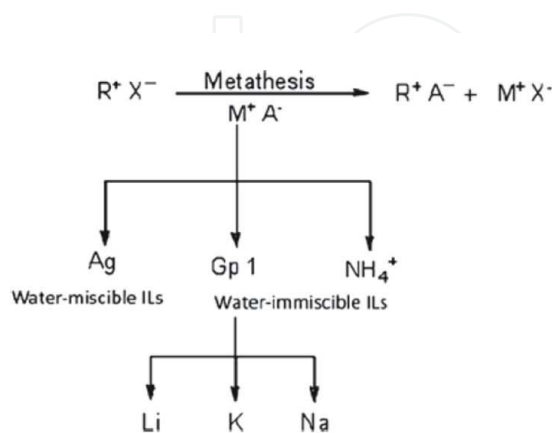 Metathesis
R⁺ X⁻ R⁺ A⁻ + M⁺ X⁻
M⁺ A⁻
Ag Gp 1 NH₄⁺
Water-miscible ILs Water-immiscible ILs
Li K Na